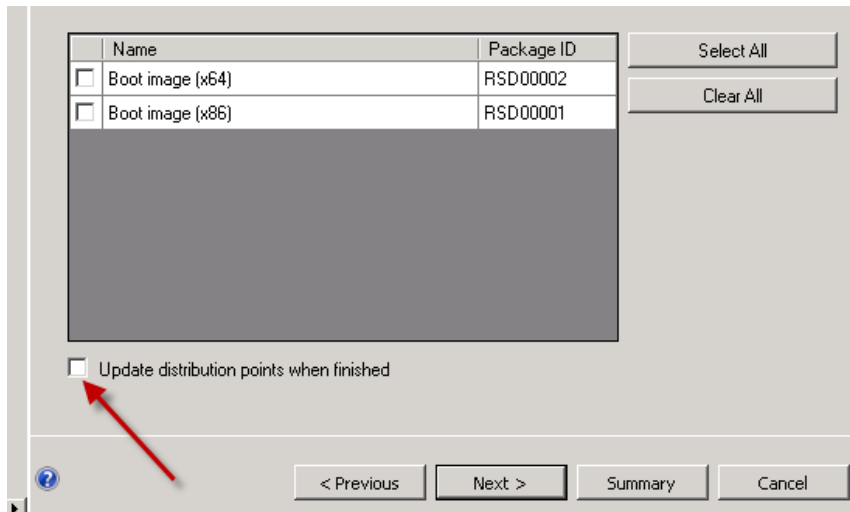 Name Package ID
Boot image (x64) RSD00002
Boot image (x86) RSD00001
Select All
Clear All
Update distribution points when finished
< Previous Next > Summary Cancel